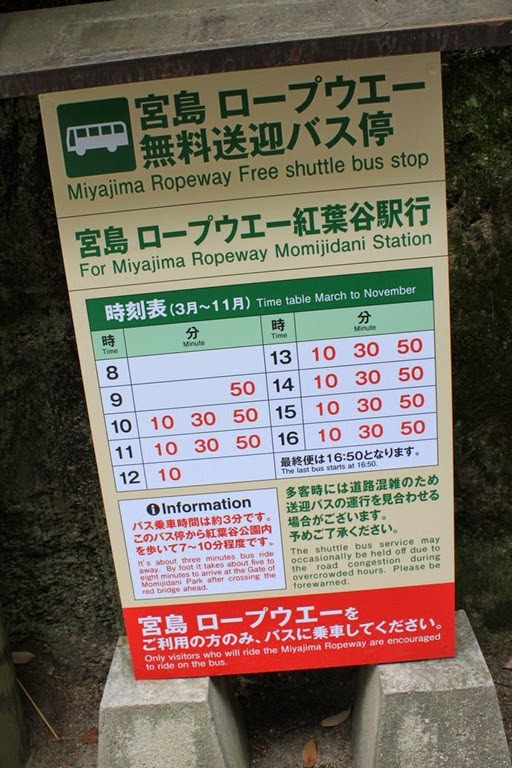 宮島 ロープウエー
無料送迎バス停
Miyajima Ropeway Free shuttle bus stop
宮島 ロープウエー紅葉谷駅行
For Miyajima Ropeway Momijidani Station
時刻表(3月〜11月) Time table March to November
時 分 時 分
Time Minute Time Minute
8 13 10 30 50
9 50 14 10 30 50
10 10 30 50 15 10 30 50
11 10 30 50 16 10 30 50
12 10 最終便は16:50となります。
The last bus starts at 16:50.
Information
バス乗車時間は約3分です。
このバス停から紅葉谷公園内
を歩いて7〜10分程度です。
It's about three minutes bus ride
away. By foot it takes about five to
eight minutes to arrive at the Gate of
Momijidani Park after crossing the
red bridge ahead.
多客時には道路混雑のため
送迎バスの運行を見合わせる
場合がございます。
予めご了承ください。
The shuttle bus service may
occasionally be held off due to
the road congestion during
overcrowded hours. Please be
forewarned.
宮島 ロープウエーを
ご利用の方のみ、バスに乗車してください。
Only visitors who will ride the Miyajima Ropeway are encouraged
to ride on the bus.